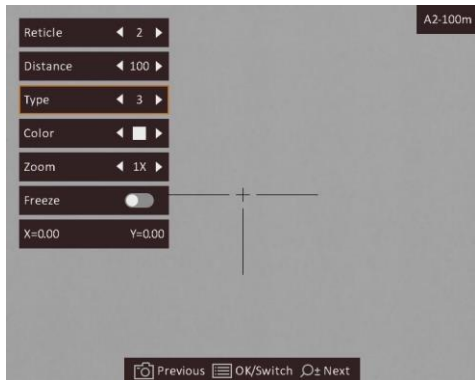 A2-100m
Reticle 2
Distance 100
Type 3
Color
Zoom 1X
Freeze
X=0.00 Y=0.00
Previous OK/Switch Next